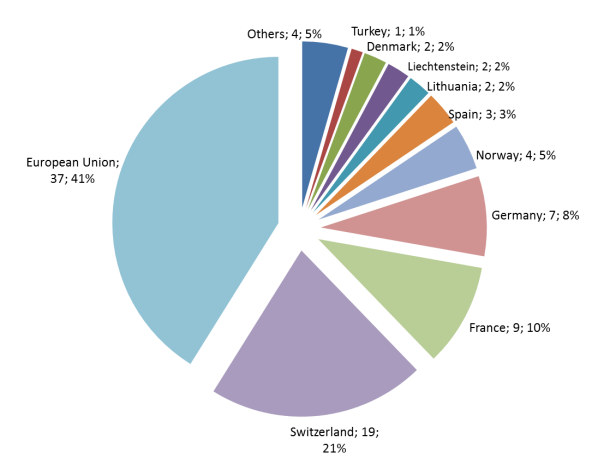 Others; 4; 5%
Turkey; 1; 1%
Denmark; 2; 2%
Liechtenstein; 2; 2%
Lithuania; 2; 2%
Spain; 3; 3%
Norway; 4; 5%
Germany; 7; 8%
France; 9; 10%
Switzerland; 19;
21%
European Union;
37; 41%